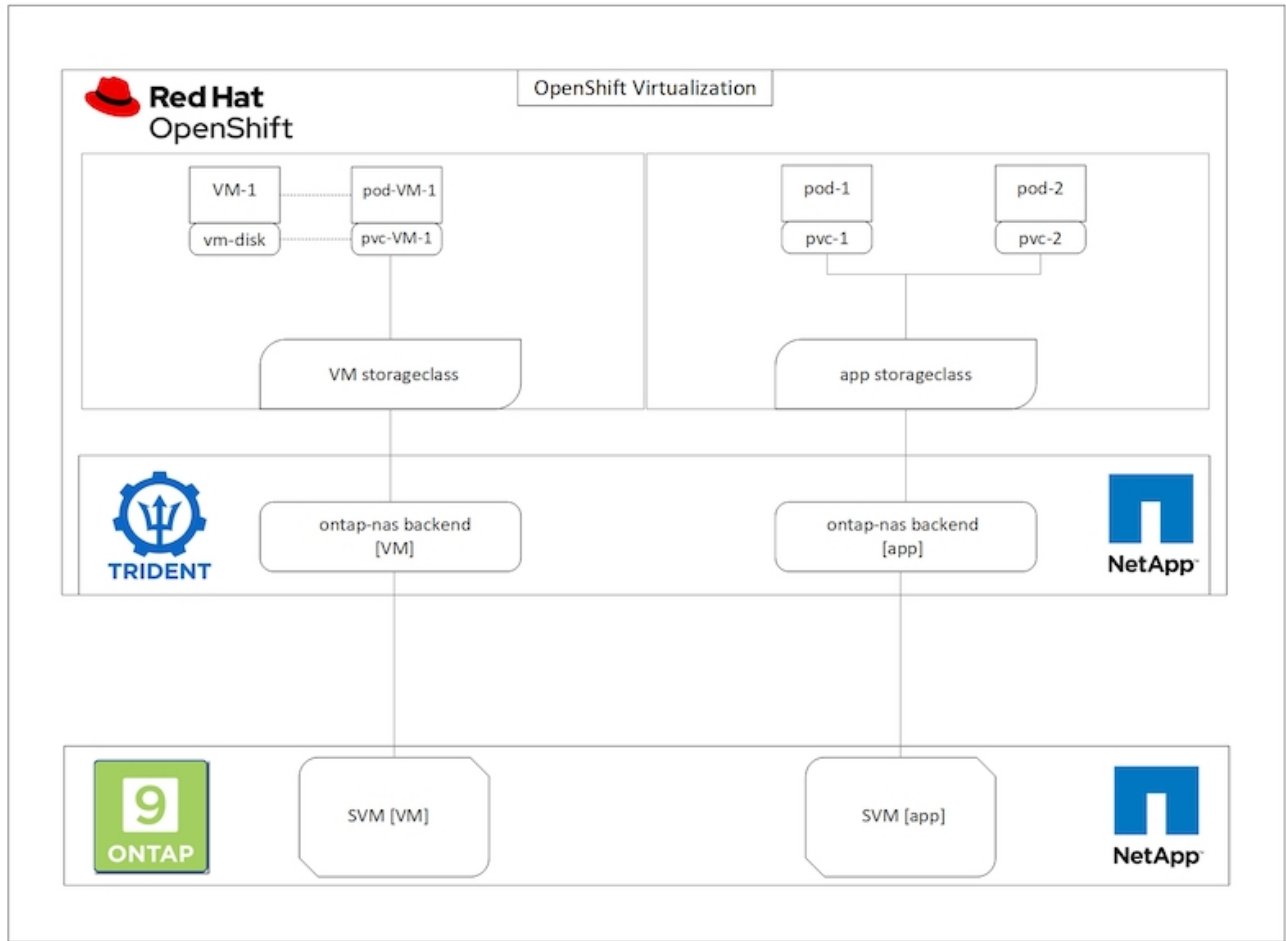 OpenShift Virtualization
Red Hat
OpenShift
VM-1
pod-VM-1
vm-disk
pvc-VM-1
pod-1
pod-2
pvc-1
pvc-2
VM storageclass
app storageclass
TRIDENT
ontap-nas backend
[VM]
ontap-nas backend
[app]
NetApp™
9
ONTAP
SVM [VM]
SVM [app]
NetApp™